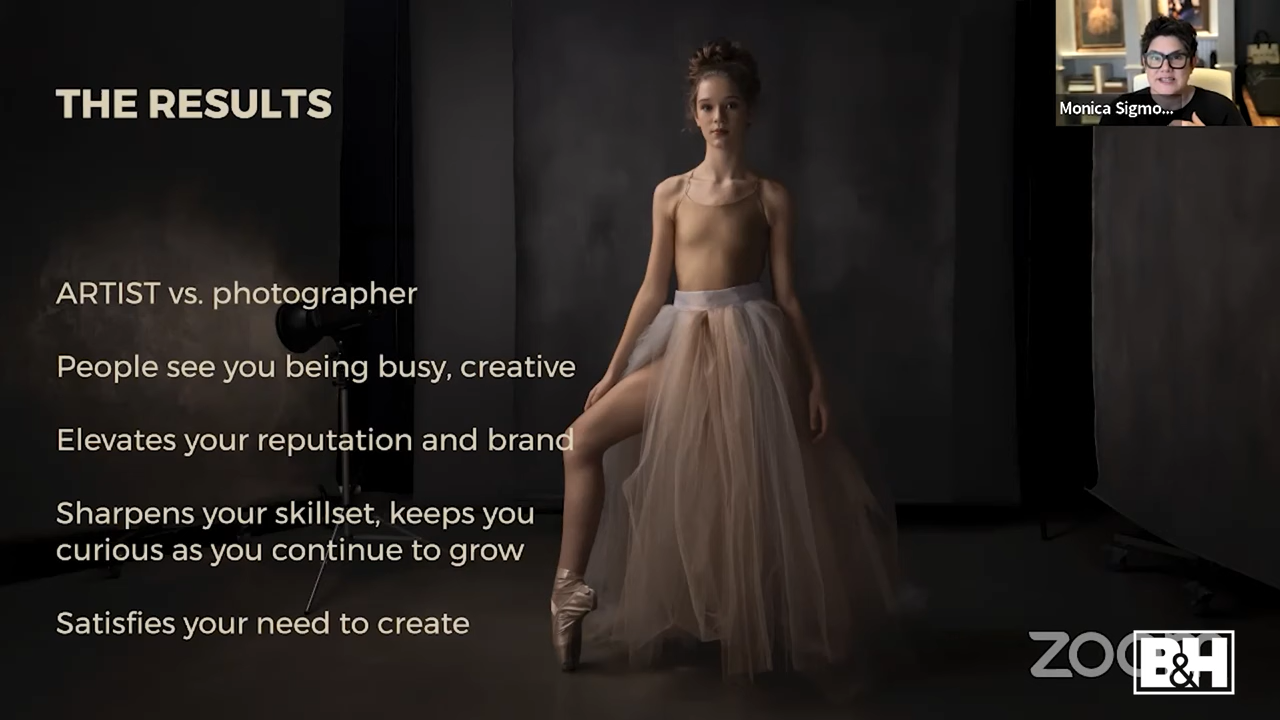 THE RESULTS
Monica Sigmo...
ARTIST vs. photographer
People see you being busy, creative
Elevates your reputation and brand
Sharpens your skillset, keeps you
curious as you continue to grow
Satisfies your need to create
zoom
B&H